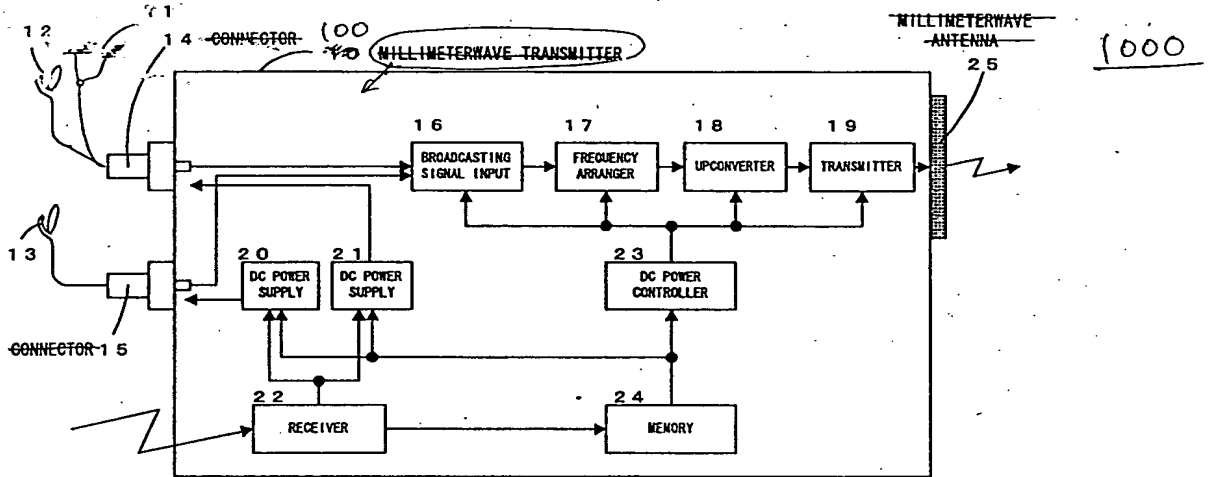 11
12
14 CONNECTOR
100
10 MILLIMETERWAVE TRANSMITTER
MILLIMETERWAVE
ANTENNA
25
1000
16
BROADCASTING
SIGNAL INPUT
17
FREQUENCY
ARRANGER
18
UPCONVERTER
19
TRANSMITTER
13
20
DC POWER
SUPPLY
21
DC POWER
SUPPLY
23
DC POWER
CONTROLLER
CONNECTOR 15
22
RECEIVER
24
MEMORY